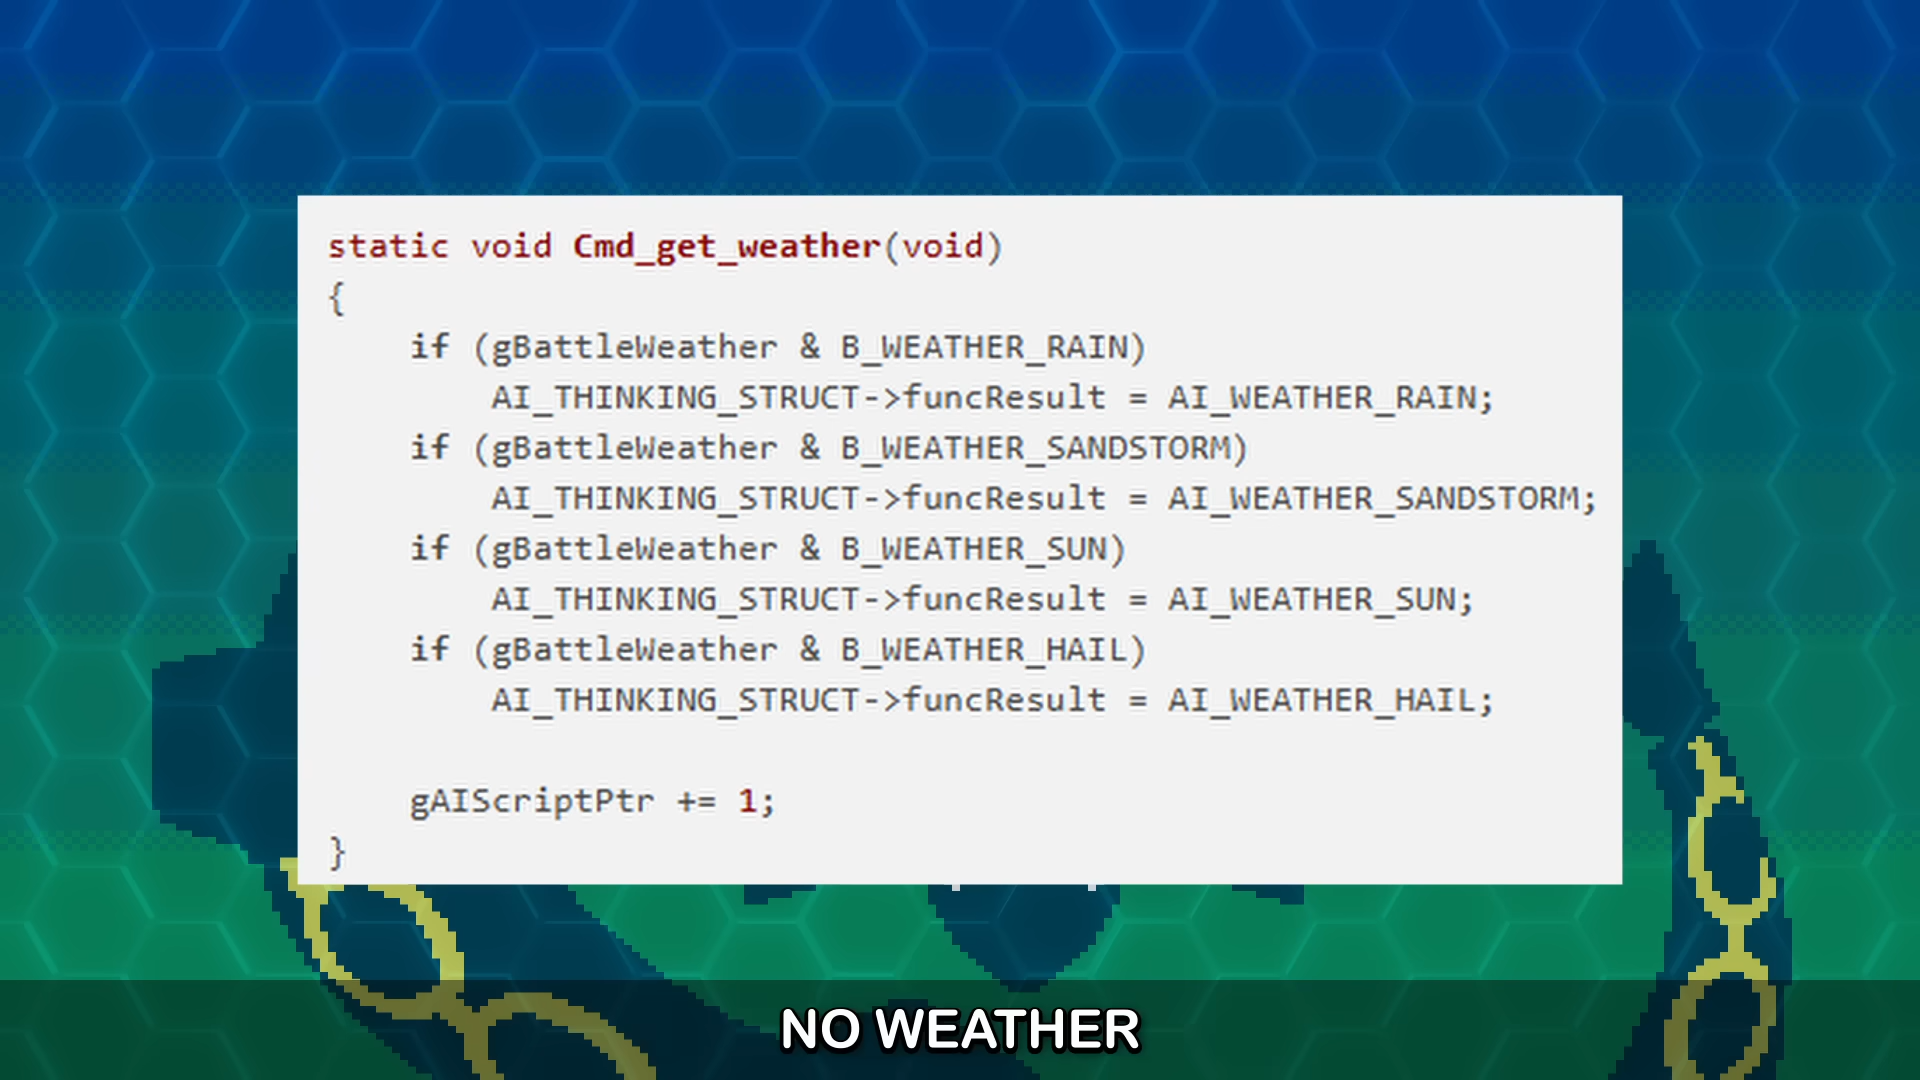 static void Cmd_get_weather(void)
{
    if (gBattleWeather & B_WEATHER_RAIN)
        AI_THINKING_STRUCT->funcResult = AI_WEATHER_RAIN;
    if (gBattleWeather & B_WEATHER_SANDSTORM)
        AI_THINKING_STRUCT->funcResult = AI_WEATHER_SANDSTORM;
    if (gBattleWeather & B_WEATHER_SUN)
        AI_THINKING_STRUCT->funcResult = AI_WEATHER_SUN;
    if (gBattleWeather & B_WEATHER_HAIL)
        AI_THINKING_STRUCT->funcResult = AI_WEATHER_HAIL;

    gAIScriptPtr += 1;
}
NO WEATHER